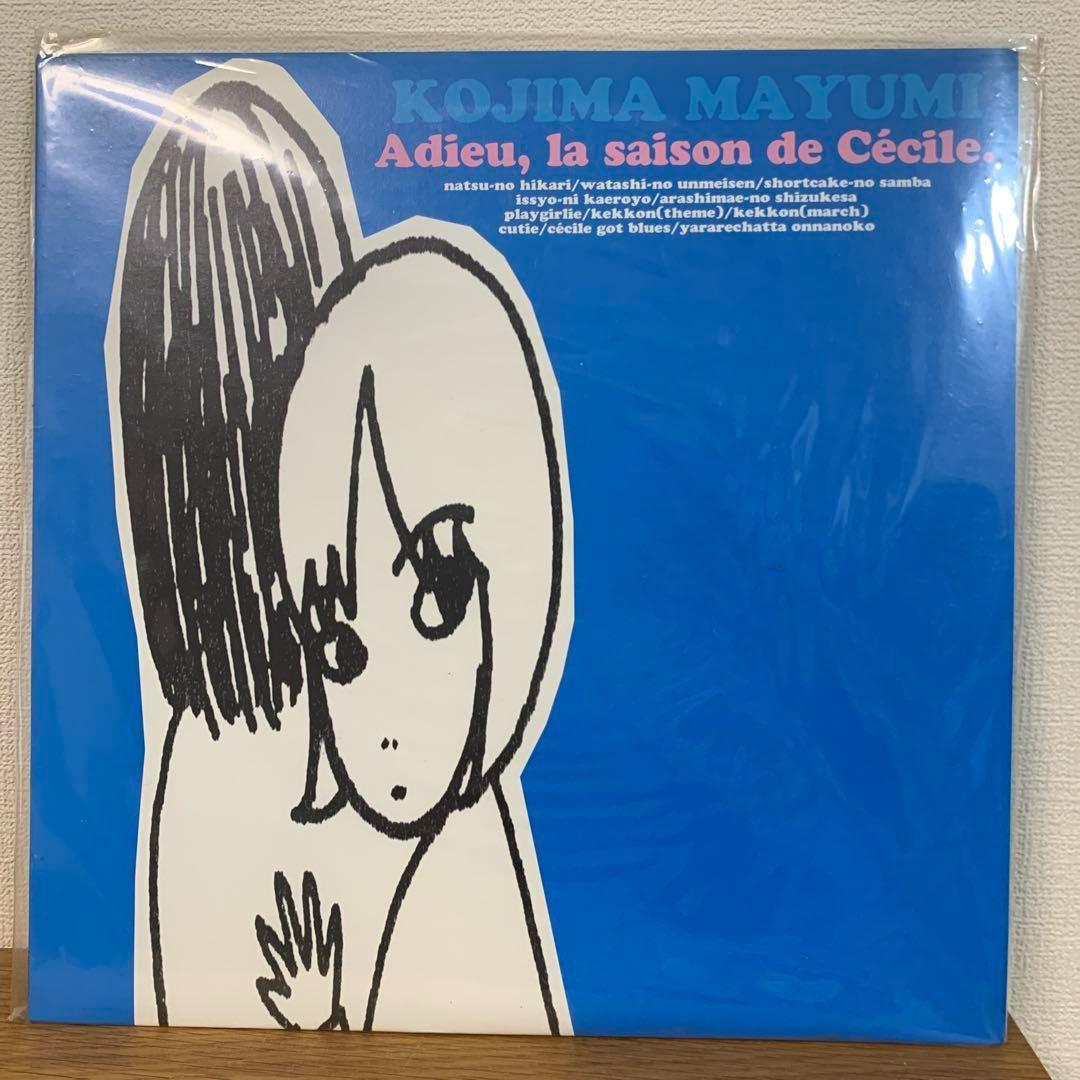 KOJIMA MAYUMI
Adieu, la saison de Cécile.
natsu-no hikari/watashi-no unmeisen/shortcake-no samba
issyo-ni kaeroyo/arashimae-no shizukesa
playgirlie/kekkon(theme)/kekkon(march)
cutie/cécile got blues/yararechatta onnanoko